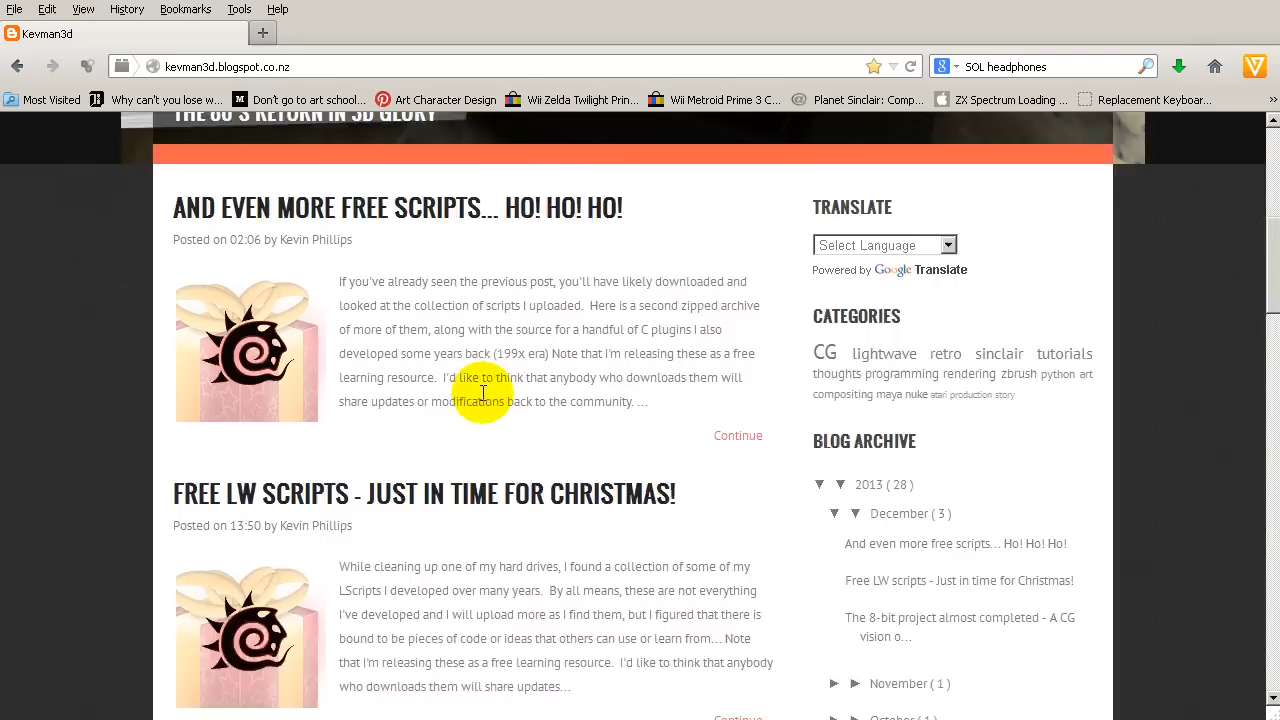 File Edit View History Bookmarks Tools Help
Kevman3d
kevman3d.blogspot.co.nz
SOL headphones
Most Visited
Why can't you lose w...
Don't go to art school...
Art Character Design
Wii Zelda Twilight Prin...
Wii Metroid Prime 3 C...
Planet Sinclair: Comp...
ZX Spectrum Loading ...
Replacement Keyboar...
THE 80'S RETURN IN 3D GLORY
AND EVEN MORE FREE SCRIPTS... HO! HO! HO!
Posted on 02:06 by Kevin Phillips
If you've already seen the previous post, you'll have likely downloaded and
looked at the collection of scripts I uploaded.  Here is a second zipped archive
of more of them, along with the source for a handful of C plugins I also
developed some years back (199x era) Note that I'm releasing these as a free
learning resource.  I'd like to think that anybody who downloads them will
share updates or modifications back to the community. ...
Continue
FREE LW SCRIPTS - JUST IN TIME FOR CHRISTMAS!
Posted on 13:50 by Kevin Phillips
While cleaning up one of my hard drives, I found a collection of some of my
LScripts I developed over many years.  By all means, these are not everything
I've developed and I will upload more as I find them, but I figured that there is
bound to be pieces of code or ideas that others can use or learn from... Note
that I'm releasing these as a free learning resource.  I'd like to think that anybody
who downloads them will share updates...
Continue
TRANSLATE
Select Language
Powered by Google Translate
CATEGORIES
CG lightwave retro sinclair tutorials
thoughts programming rendering zbrush python art
compositing maya nuke atari production story
BLOG ARCHIVE
▼ ▼ 2013 ( 28 )
▼ ▼ December ( 3 )
And even more free scripts... Ho! Ho! Ho!
Free LW scripts - Just in time for Christmas!
The 8-bit project almost completed - A CG
vision o...
► ► November ( 1 )
► ► October ( 1 )